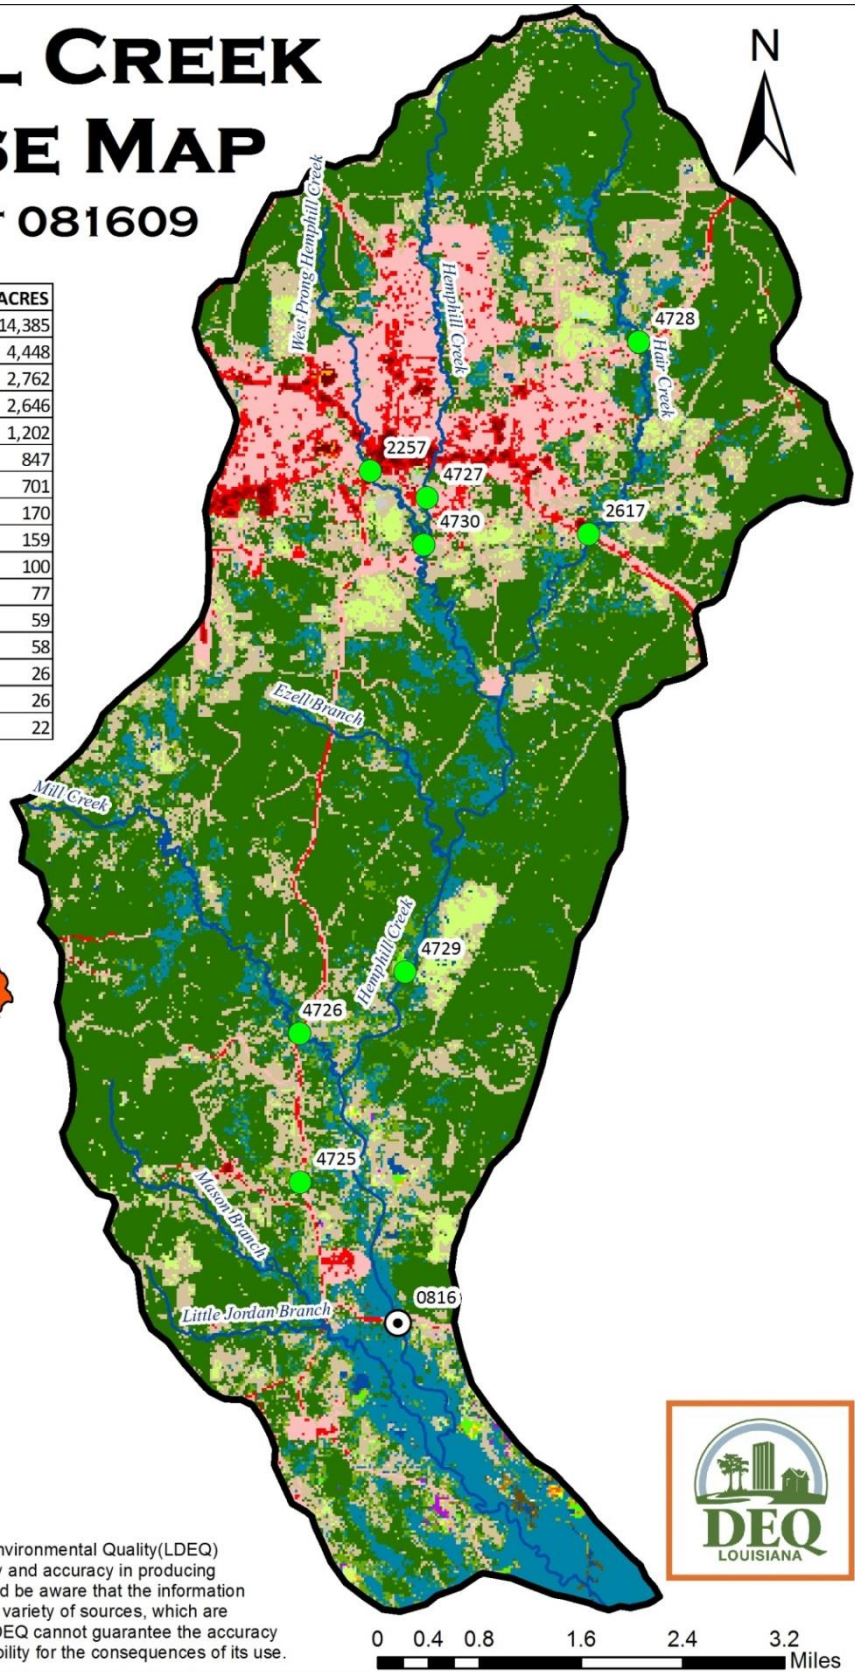 L CREEK
SE MAP
T 081609
N
ACRES
14,385
4,448
2,762
2,646
1,202
847
701
170
159
100
77
59
58
26
26
22
West Prong Hemphill Creek
Hemphill Creek
4728
Hair Creek
2257
4727
4730
2617
Ezell Branch
Mill Creek
Hemphill Creek
4729
4726
4725
Mason Branch
0816
Little Jordan Branch
DEQ
LOUISIANA
nvironmental Quality(LDEQ)
y and accuracy in producing
d be aware that the information
variety of sources, which are
DEQ cannot guarantee the accuracy
bility for the consequences of its use.
0 0.4 0.8 1.6 2.4 3.2
Miles